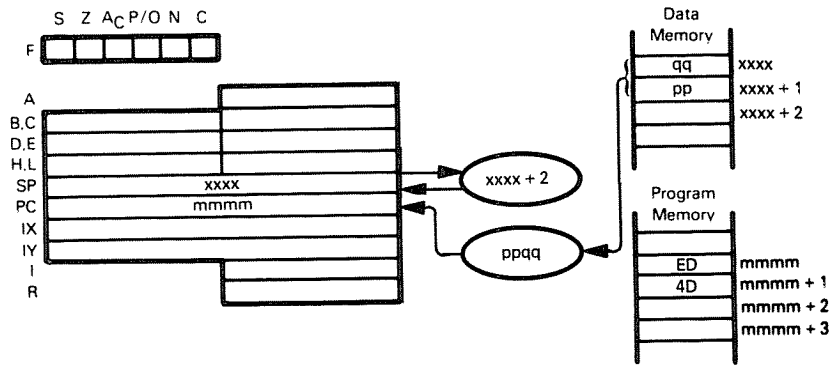 S Z AC P/O N C
F
A
B,C
D,E
H,L
SP xxxx
PC mmmm
IX
IY
I
R
xxxx + 2
ppqq
Data
Memory
qq xxxx
pp xxxx + 1
xxxx + 2
Program
Memory
ED mmmm
4D mmmm + 1
mmmm + 2
mmmm + 3